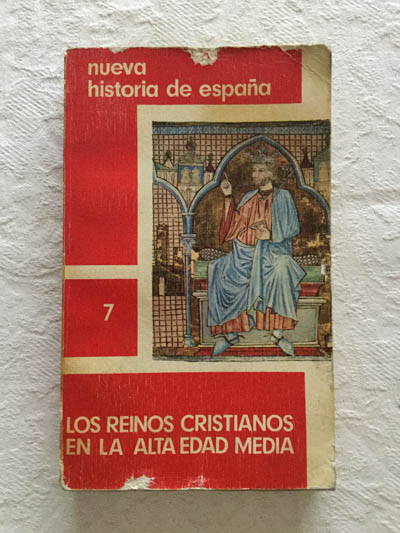 nueva
historia de españa
7
LOS REINOS CRISTIANOS
EN LA ALTA EDAD MEDIA